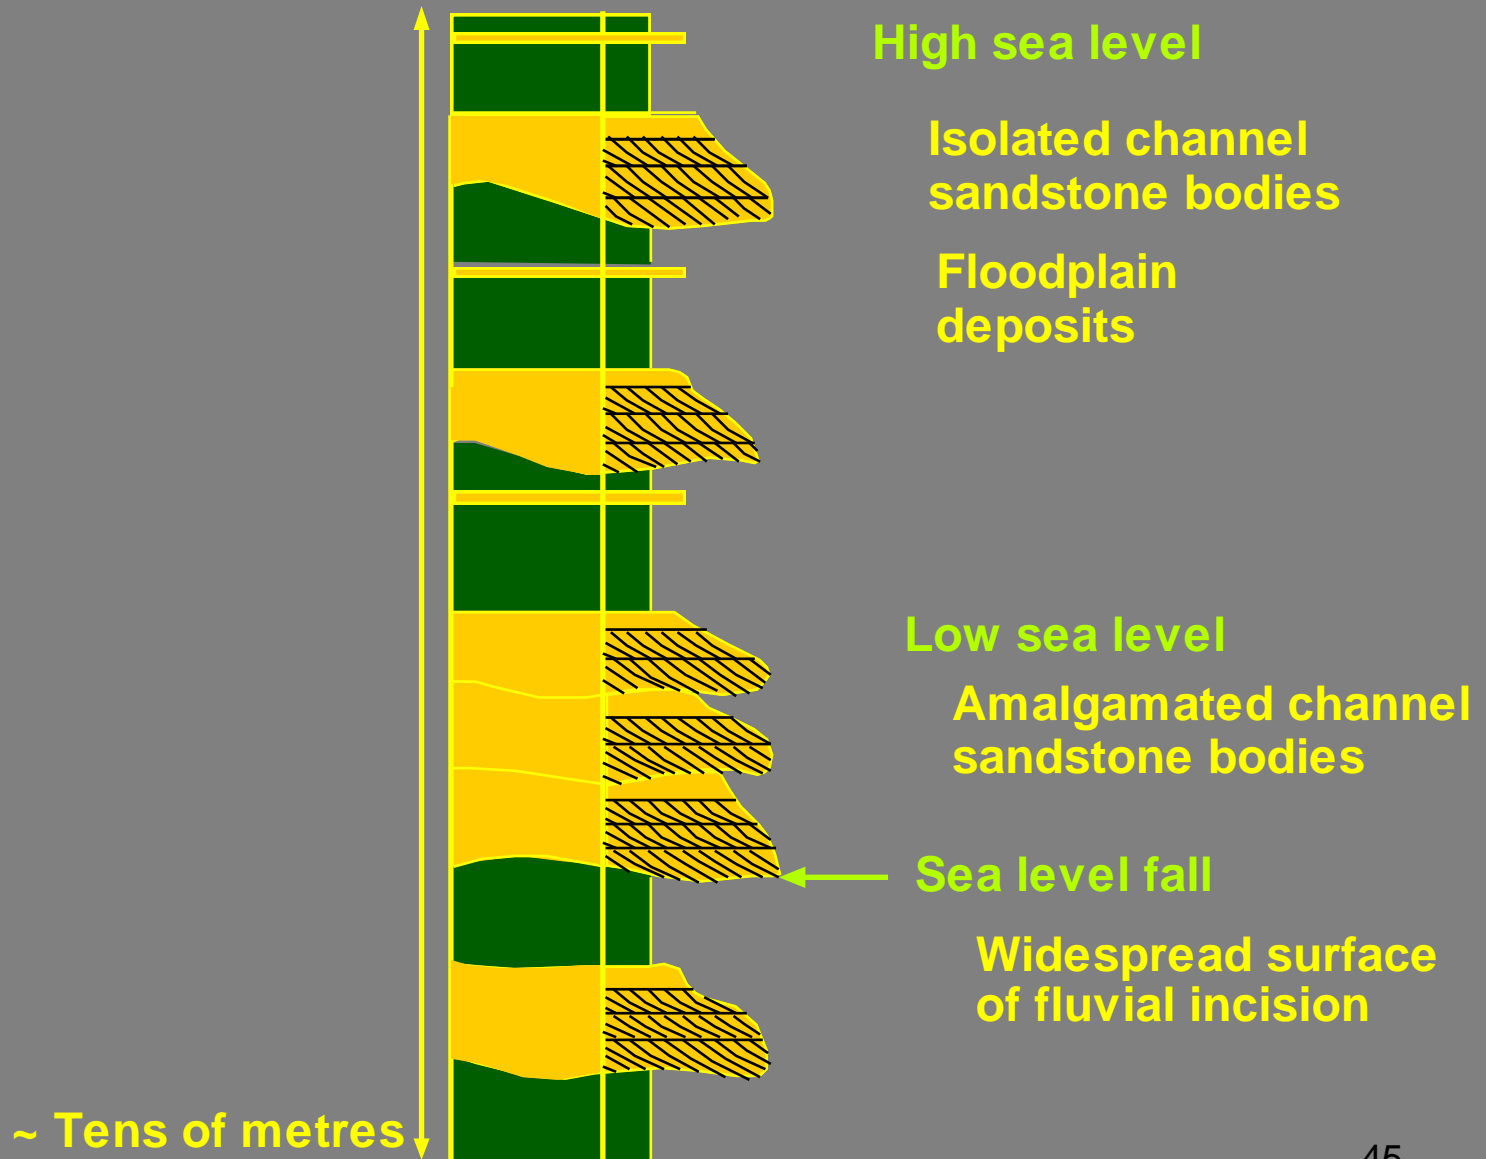 High sea level
Isolated channel
sandstone bodies
Floodplain
deposits
Low sea level
Amalgamated channel
sandstone bodies
Sea level fall
Widespread surface
of fluvial incision
~ Tens of metres
45